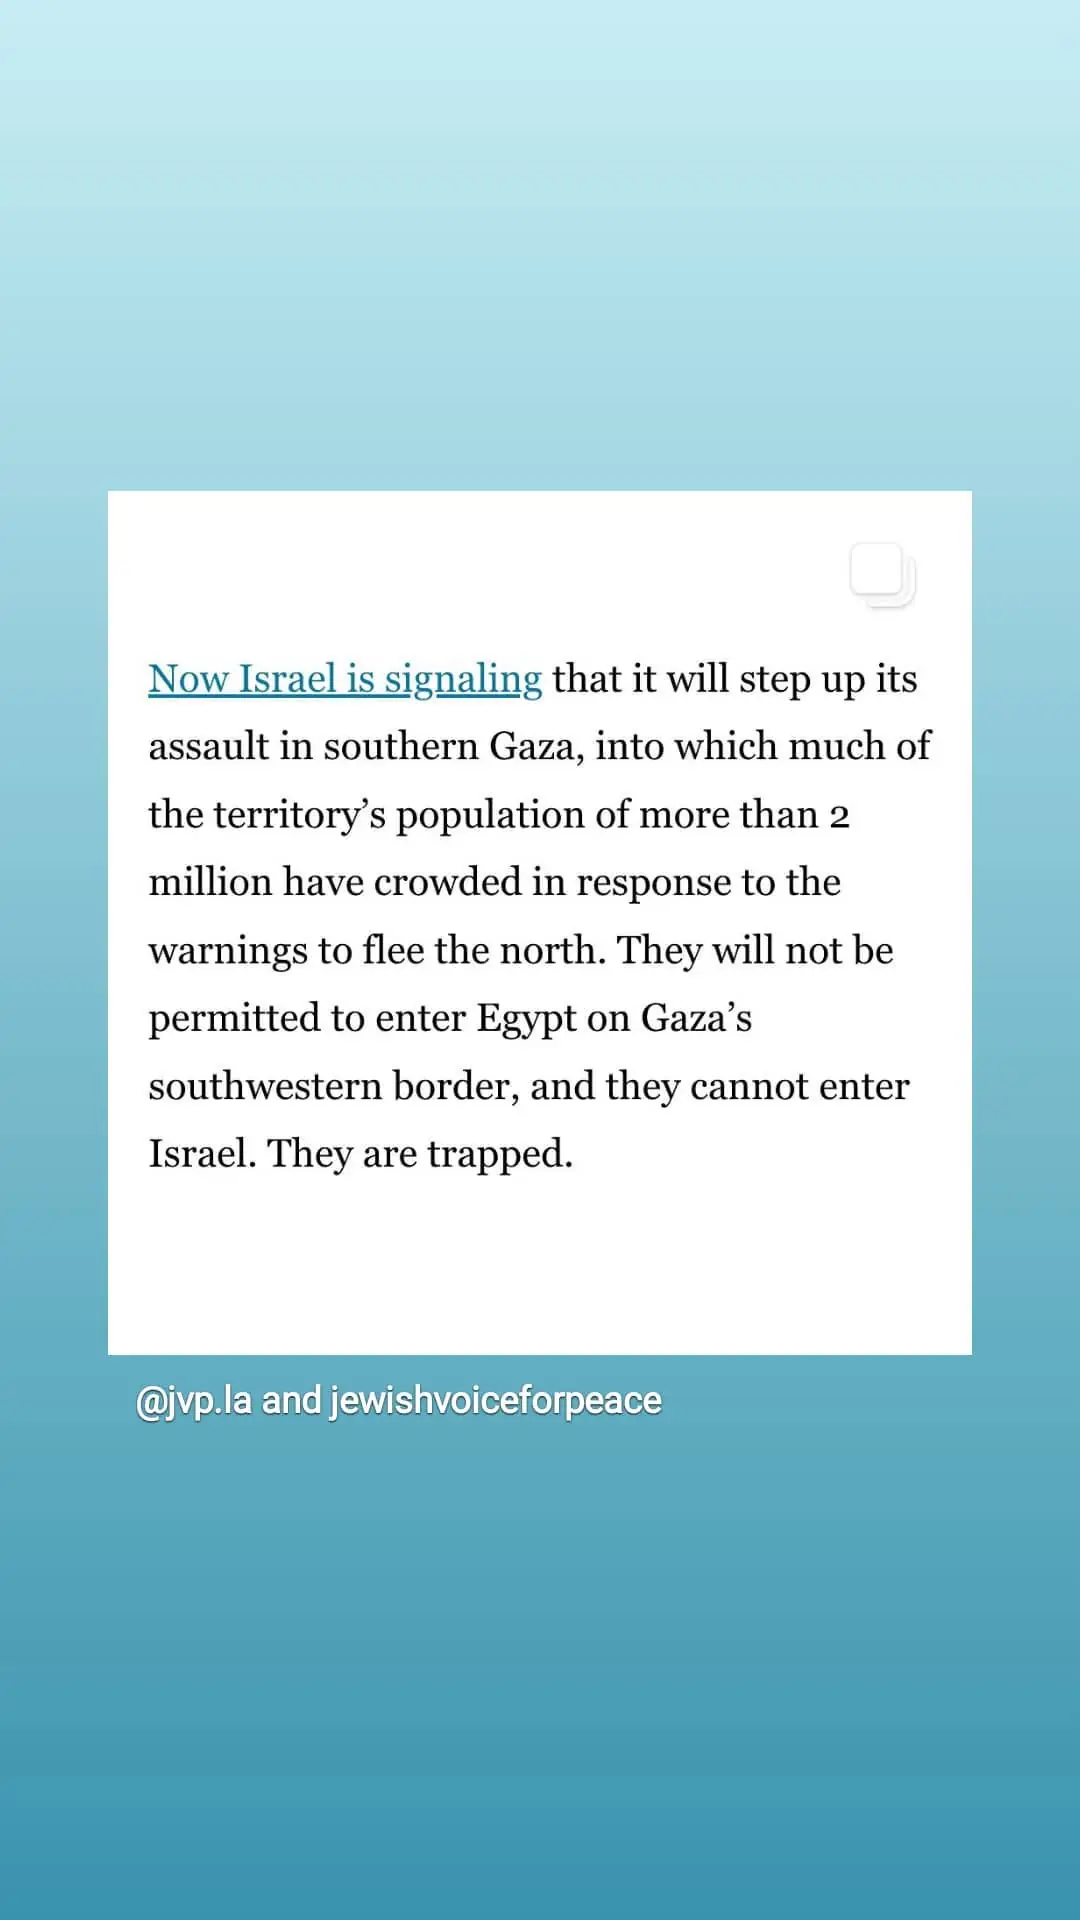 Now Israel is signaling that it will step up its
assault in southern Gaza, into which much of
the territory’s population of more than 2
million have crowded in response to the
warnings to flee the north. They will not be
permitted to enter Egypt on Gaza’s
southwestern border, and they cannot enter
Israel. They are trapped.
@jvp.la and jewishvoiceforpeace